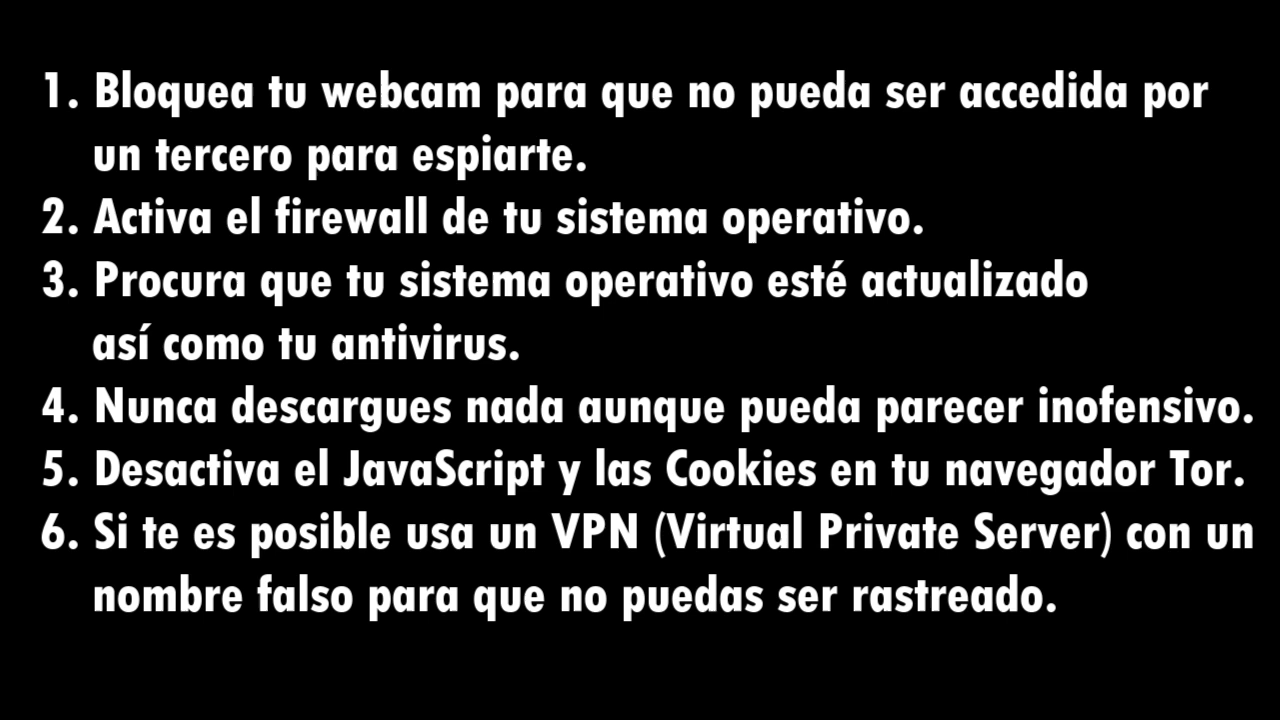 1. Bloquea tu webcam para que no pueda ser accedida por
un tercero para espiarte.
2. Activa el firewall de tu sistema operativo.
3. Procura que tu sistema operativo esté actualizado
así como tu antivirus.
4. Nunca descargues nada aunque pueda parecer inofensivo.
5. Desactiva el JavaScript y las Cookies en tu navegador Tor.
6. Si te es posible usa un VPN (Virtual Private Server) con un
nombre falso para que no puedas ser rastreado.